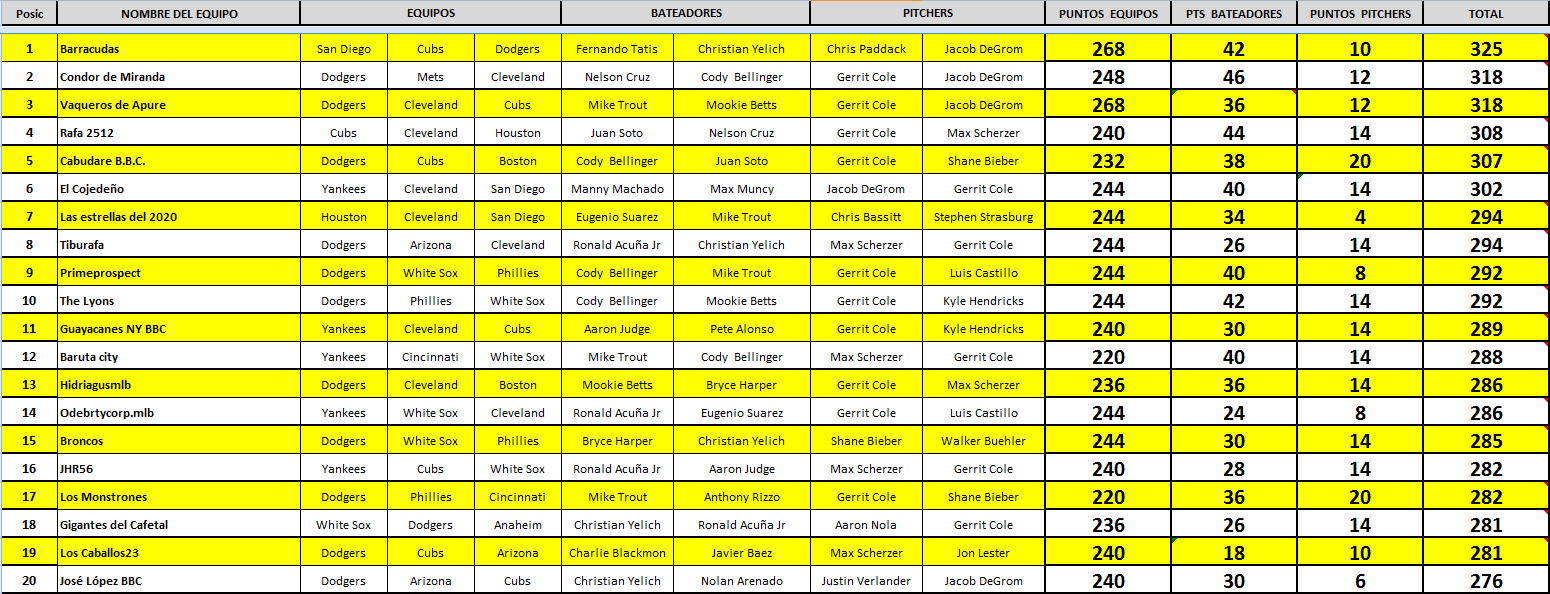 Posic NOMBRE DEL EQUIPO EQUIPOS BATEADORES PITCHERS PUNTOS EQUIPOS PTS BATEADORES PUNTOS PITCHERS TOTAL
1 Barracudas San Diego Cubs Dodgers Fernando Tatis Christian Yelich Chris Paddack Jacob DeGrom 268 42 10 325
2 Condor de Miranda Dodgers Mets Cleveland Nelson Cruz Cody Bellinger Gerrit Cole Jacob DeGrom 248 46 12 318
3 Vaqueros de Apure Dodgers Cleveland Cubs Mike Trout Mookie Betts Gerrit Cole Jacob DeGrom 268 36 12 318
4 Rafa 2512 Cubs Cleveland Houston Juan Soto Nelson Cruz Gerrit Cole Max Scherzer 240 44 14 308
5 Cabudare B.B.C. Dodgers Cubs Boston Cody Bellinger Juan Soto Gerrit Cole Shane Bieber 232 38 20 307
6 El Cojedeño Yankees Cleveland San Diego Manny Machado Max Muncy Jacob DeGrom Gerrit Cole 244 40 14 302
7 Las estrellas del 2020 Houston Cleveland San Diego Eugenio Suarez Mike Trout Chris Bassitt Stephen Strasburg 244 34 4 294
8 Tiburafa Dodgers Arizona Cleveland Ronald Acuña Jr Christian Yelich Max Scherzer Gerrit Cole 244 26 14 294
9 Primeprospect Dodgers White Sox Phillies Cody Bellinger Mike Trout Gerrit Cole Luis Castillo 244 40 8 292
10 The Lyons Dodgers Phillies White Sox Cody Bellinger Mookie Betts Gerrit Cole Kyle Hendricks 244 42 14 292
11 Guayacanes NY BBC Yankees Cleveland Cubs Aaron Judge Pete Alonso Gerrit Cole Kyle Hendricks 240 30 14 289
12 Baruta city Yankees Cincinnati White Sox Mike Trout Cody Bellinger Max Scherzer Gerrit Cole 220 40 14 288
13 Hidriagusmlb Dodgers Cleveland Boston Mookie Betts Bryce Harper Gerrit Cole Max Scherzer 236 36 14 286
14 Odebrtycorp.mlb Yankees White Sox Cleveland Ronald Acuña Jr Eugenio Suarez Gerrit Cole Luis Castillo 244 24 8 286
15 Broncos Dodgers White Sox Phillies Bryce Harper Christian Yelich Shane Bieber Walker Buehler 244 30 14 285
16 JHR56 Yankees Cubs White Sox Ronald Acuña Jr Aaron Judge Max Scherzer Gerrit Cole 240 28 14 282
17 Los Monstrones Dodgers Phillies Cincinnati Mike Trout Anthony Rizzo Gerrit Cole Shane Bieber 220 36 20 282
18 Gigantes del Cafetal White Sox Dodgers Anaheim Christian Yelich Ronald Acuña Jr Aaron Nola Gerrit Cole 236 26 14 281
19 Los Caballos23 Dodgers Cubs Arizona Charlie Blackmon Javier Baez Max Scherzer Jon Lester 240 18 10 281
20 José López BBC Dodgers Arizona Cubs Christian Yelich Nolan Arenado Justin Verlander Jacob DeGrom 240 30 6 276